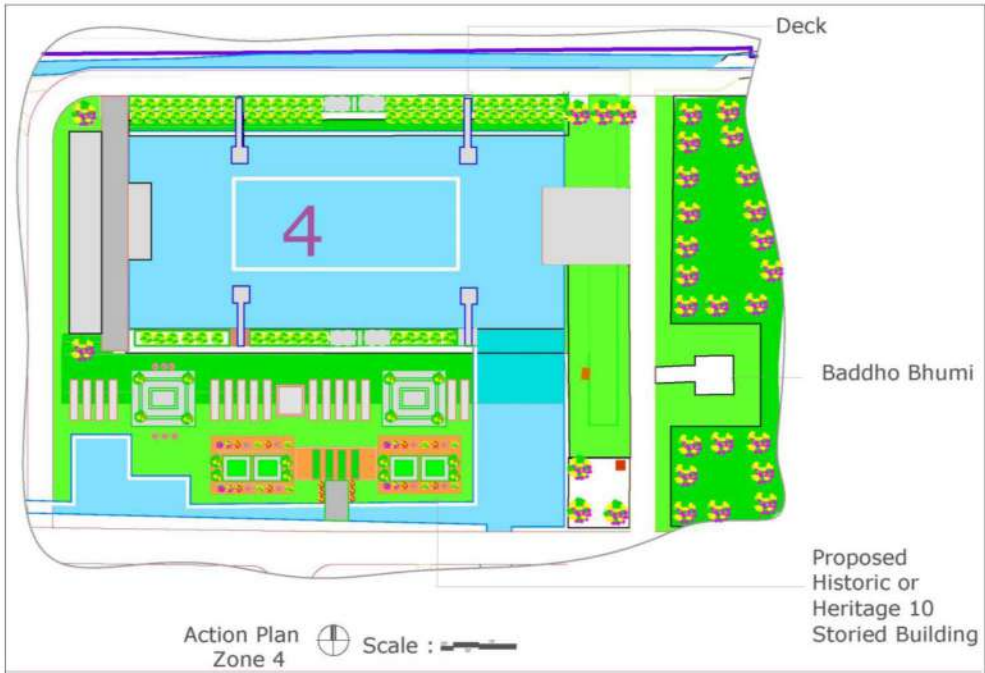 Deck
4
Baddho Bhumi
Proposed
Historic or
Heritage 10
Storied Building
Action Plan
Zone 4
Scale :